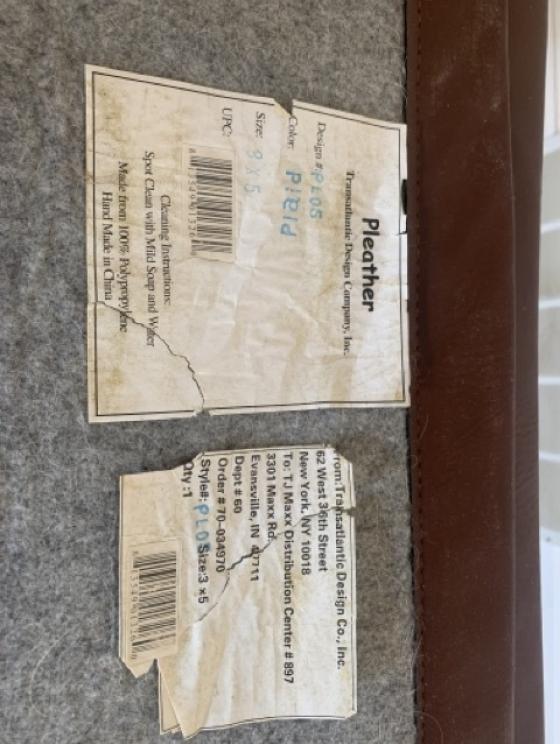 Pleather
Transatlantic Design Company, Inc.
Design # PL05
Color: Plaid
Size: 3 x 5
UPC:
Cleaning Instructions:
Spot Clean with Mild Soap and Water
Made from 100% Polypropylene
Hand Made in China
From: Transatlantic Design Co., Inc.
62 West 36th Street
New York, NY 10018
To: TJ Maxx Distribution Center # 897
3301 Maxx Rd.
Evansville, IN 47711
Dept # 60
Order # 70-034970
Style#: PL05 Size:3 x5
Qty :1